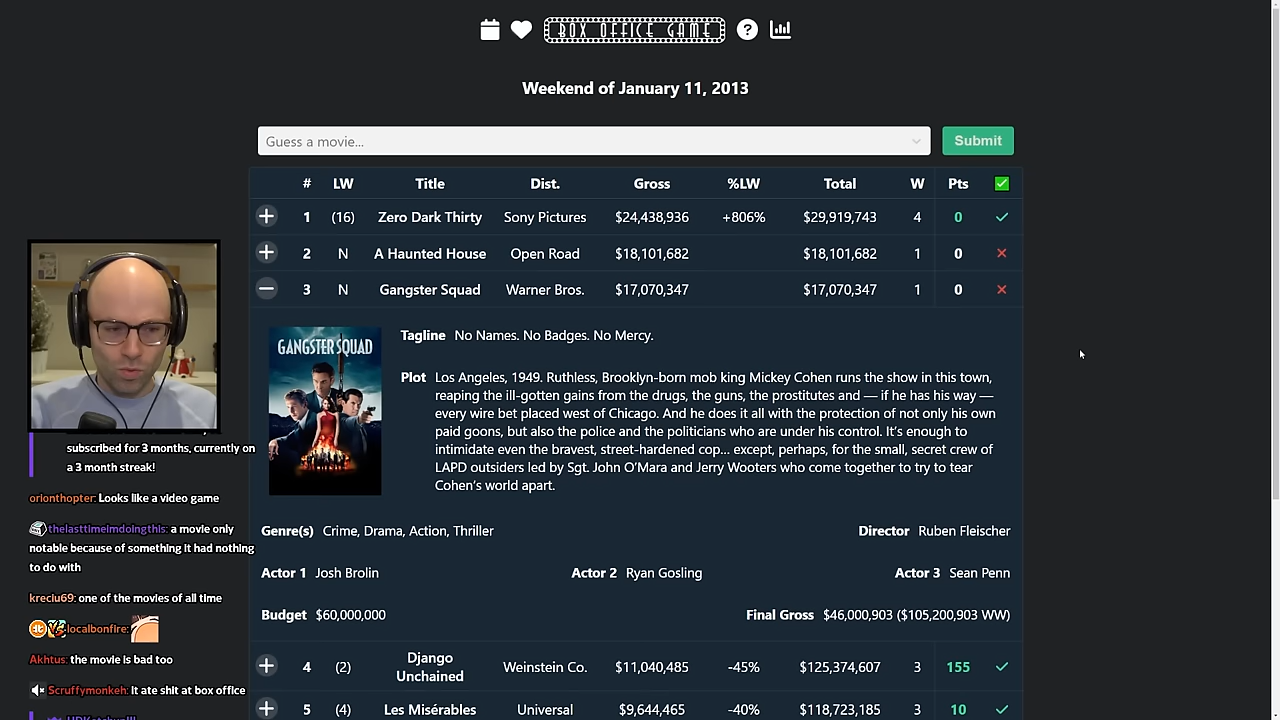 BOX OFFICE GAME
Weekend of January 11, 2013
Guess a movie...
Submit
# LW Title Dist. Gross %LW Total W Pts
1 (16) Zero Dark Thirty Sony Pictures $24,438,936 +806% $29,919,743 4 0
2 N A Haunted House Open Road $18,101,682 $18,101,682 1 0
3 N Gangster Squad Warner Bros. $17,070,347 $17,070,347 1 0
GANGSTER SQUAD
Tagline No Names. No Badges. No Mercy.
Plot Los Angeles, 1949. Ruthless, Brooklyn-born mob king Mickey Cohen runs the show in this town,
reaping the ill-gotten gains from the drugs, the guns, the prostitutes and — if he has his way —
every wire bet placed west of Chicago. And he does it all with the protection of not only his own
paid goons, but also the police and the politicians who are under his control. It's enough to
intimidate even the bravest, street-hardened cop... except, perhaps, for the small, secret crew of
LAPD outsiders led by Sgt. John O'Mara and Jerry Wooters who come together to try to tear
Cohen's world apart.
Genre(s) Crime, Drama, Action, Thriller
Director Ruben Fleischer
Actor 1 Josh Brolin
Actor 2 Ryan Gosling
Actor 3 Sean Penn
Budget $60,000,000
Final Gross $46,000,903 ($105,200,903 WW)
4 (2) Django
Unchained Weinstein Co. $11,040,485 -45% $125,374,607 3 155
5 (4) Les Misérables Universal $9,644,465 -40% $118,723,185 3 10
subscribed for 3 months, currently on
a 3 month streak!
orionthopter: Looks like a video game
thelasttimeimdoingthis: a movie only
notable because of something it had nothing
to do with
kreciu69: one of the movies of all time
localbonfire:
Akhtus: the movie is bad too
Scruffymonkeh: It ate shit at box office